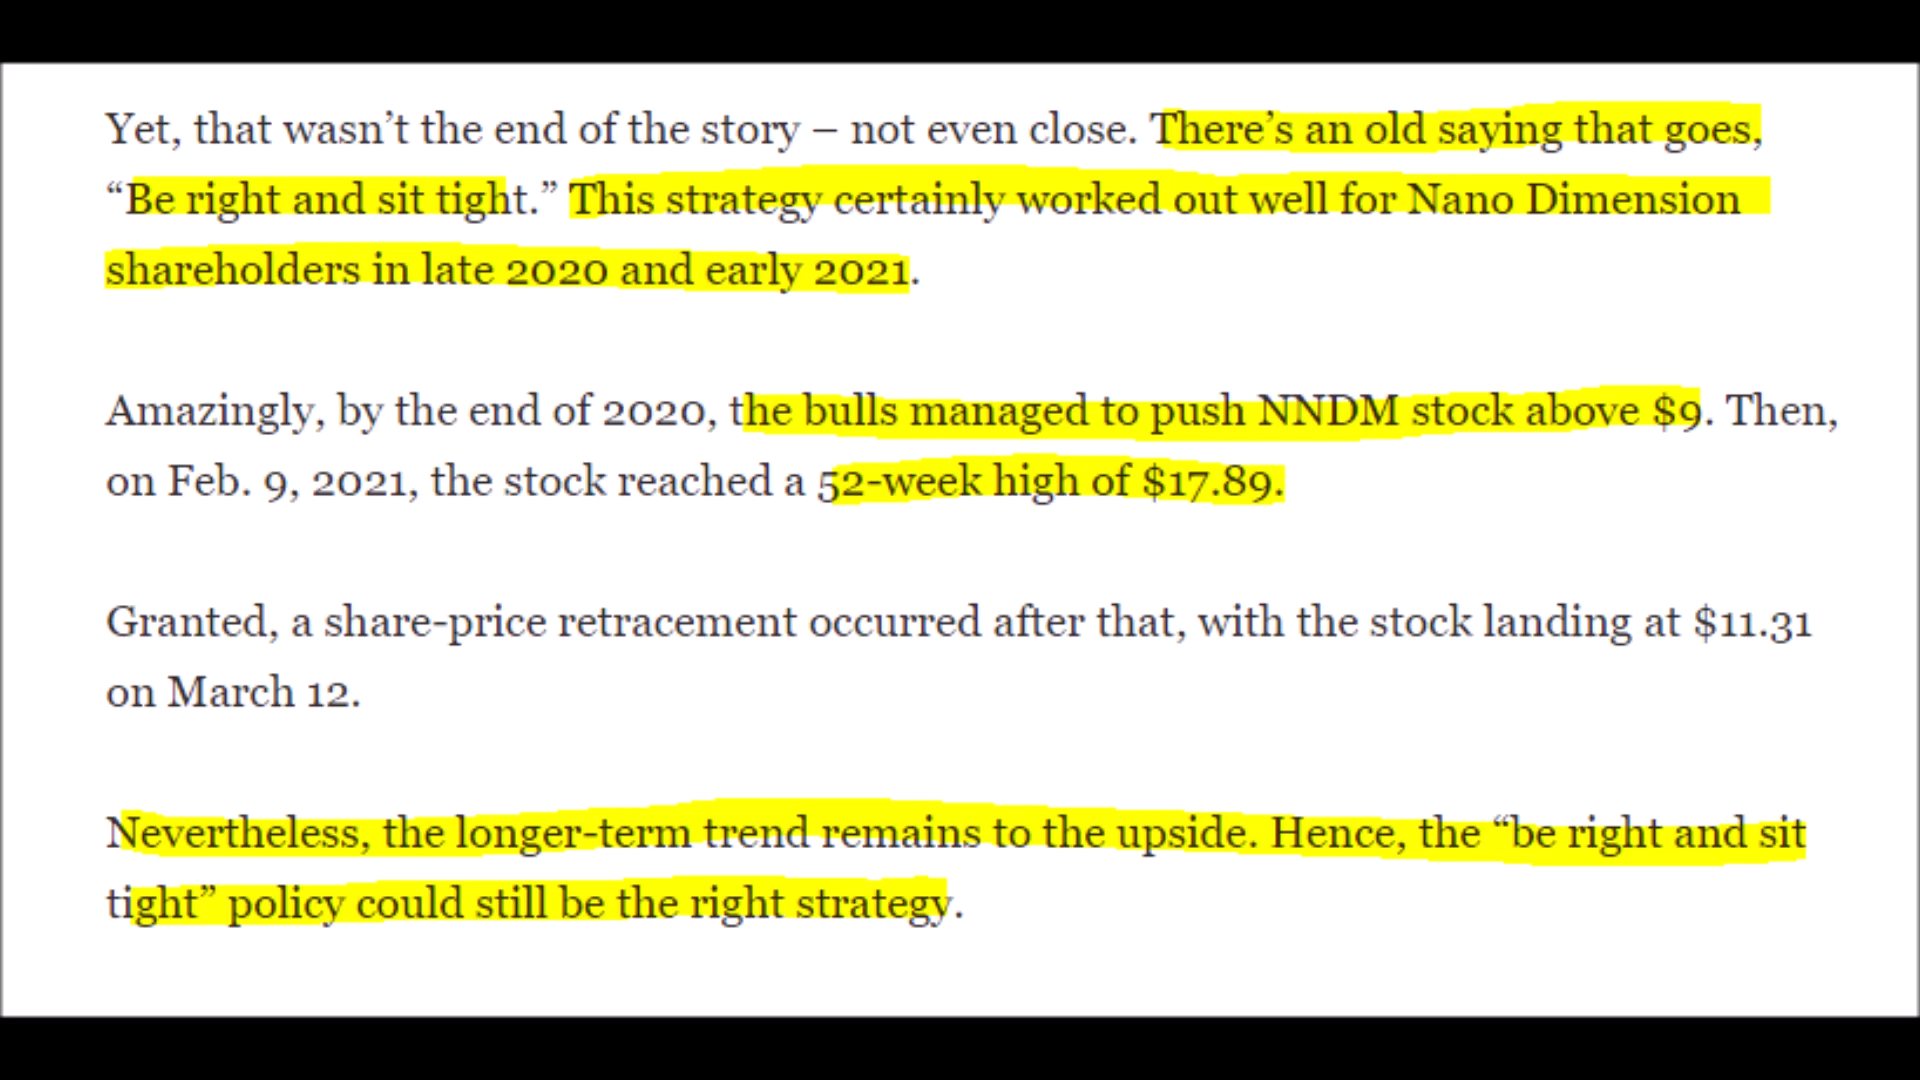 Yet, that wasn’t the end of the story – not even close. There’s an old saying that goes,
“Be right and sit tight.” This strategy certainly worked out well for Nano Dimension
shareholders in late 2020 and early 2021.
Amazingly, by the end of 2020, the bulls managed to push NNDM stock above $9. Then,
on Feb. 9, 2021, the stock reached a 52-week high of $17.89.
Granted, a share-price retracement occurred after that, with the stock landing at $11.31
on March 12.
Nevertheless, the longer-term trend remains to the upside. Hence, the “be right and sit
tight” policy could still be the right strategy.